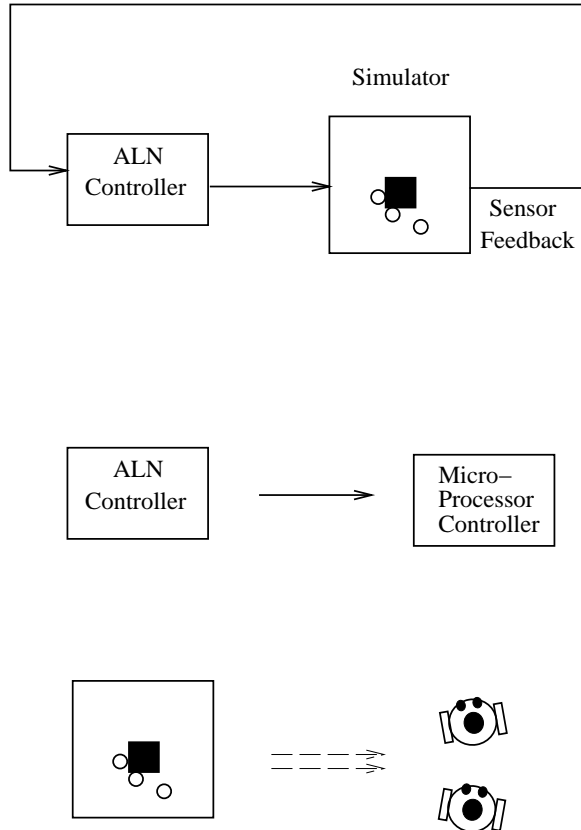 Simulator
ALN
Controller
Sensor
Feedback
ALN
Controller
Micro−
Processor
Controller